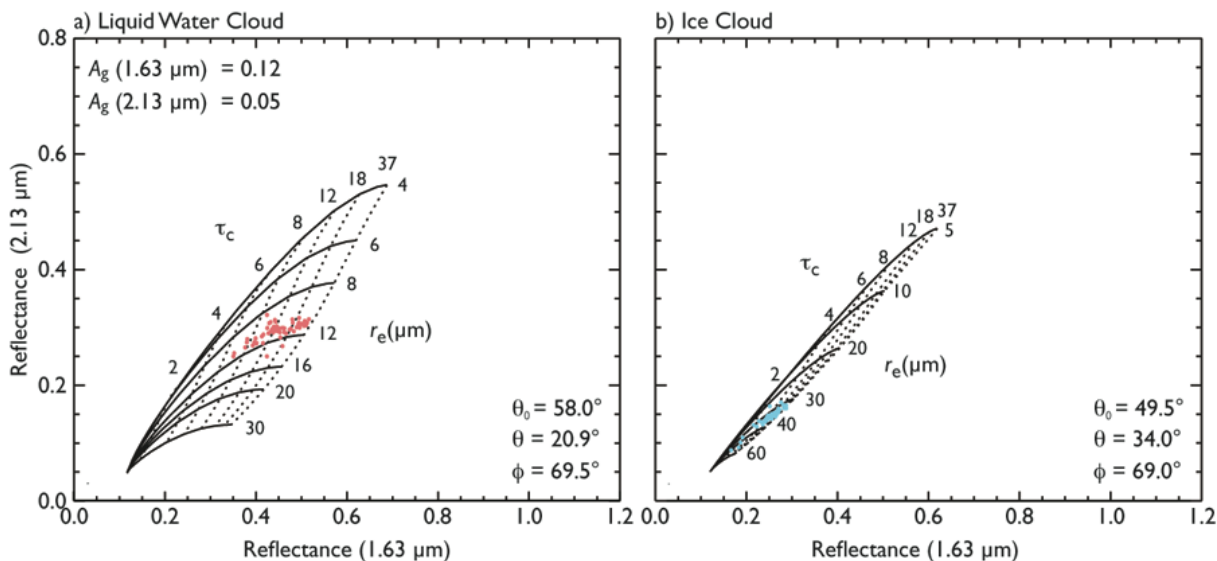 a) Liquid Water Cloud
0.8
A_g (1.63 μm) = 0.12
A_g (2.13 μm) = 0.05
0.6
0.4
0.2
0.0
Reflectance (2.13 μm)
37
18
4
12
τ_c
8
6
6
4
8
r_e(μm)
12
2
16
20
30
θ₀ = 58.0°
θ = 20.9°
ϕ = 69.5°
0.0 0.2 0.4 0.6 0.8 1.0 1.2
Reflectance (1.63 μm)
b) Ice Cloud
37
18
12
5
τ_c
8
6
10
4
20
r_e(μm)
2
30
40
60
θ₀ = 49.5°
θ = 34.0°
ϕ = 69.0°
0.0 0.2 0.4 0.6 0.8 1.0 1.2
Reflectance (1.63 μm)